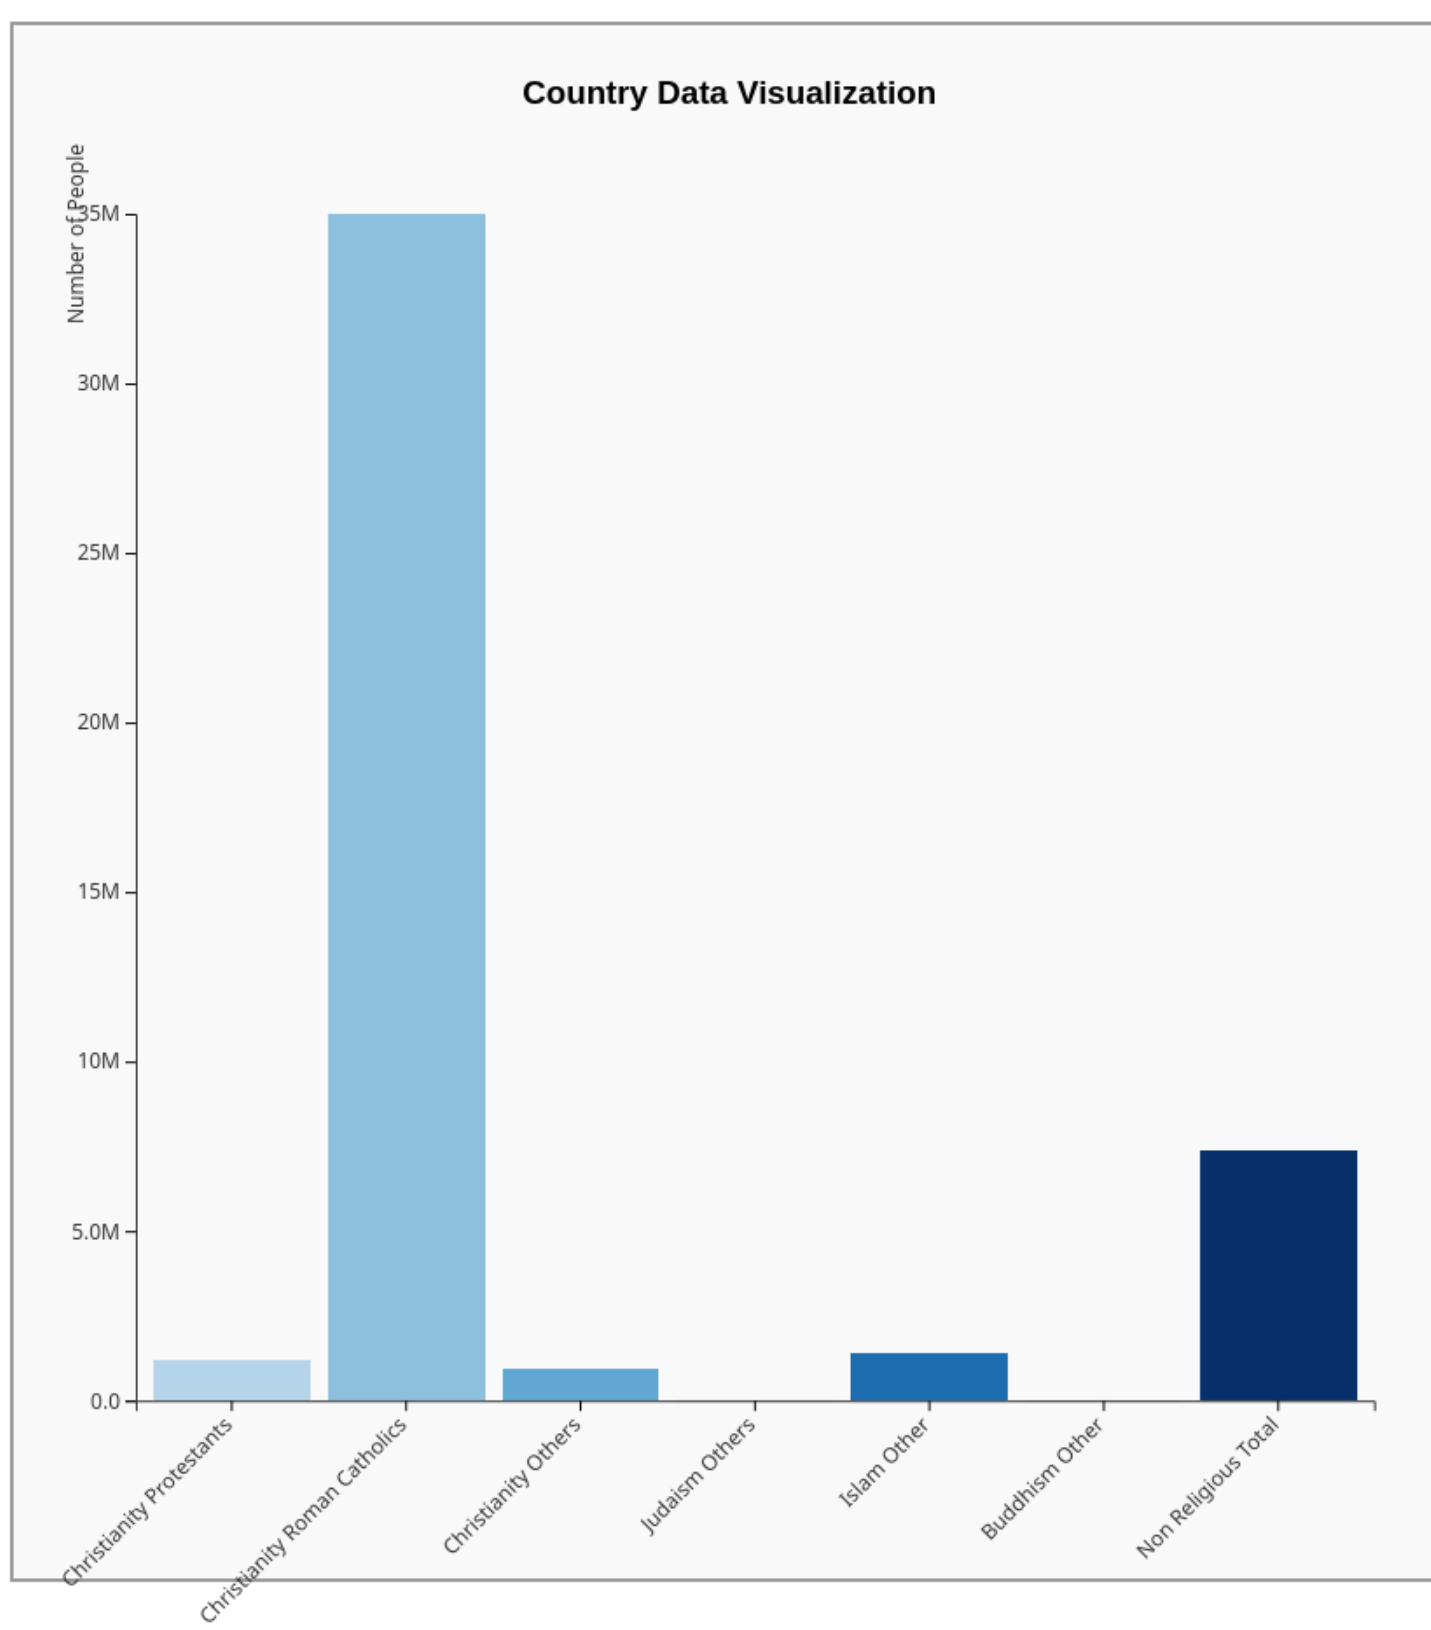 Country Data Visualization
Number of People
35M
30M
25M
20M
15M
10M
5.0M
0.0
Christianity Protestants
Christianity Roman Catholics
Christianity Others
Judaism Others
Islam Other
Buddhism Other
Non Religious Total